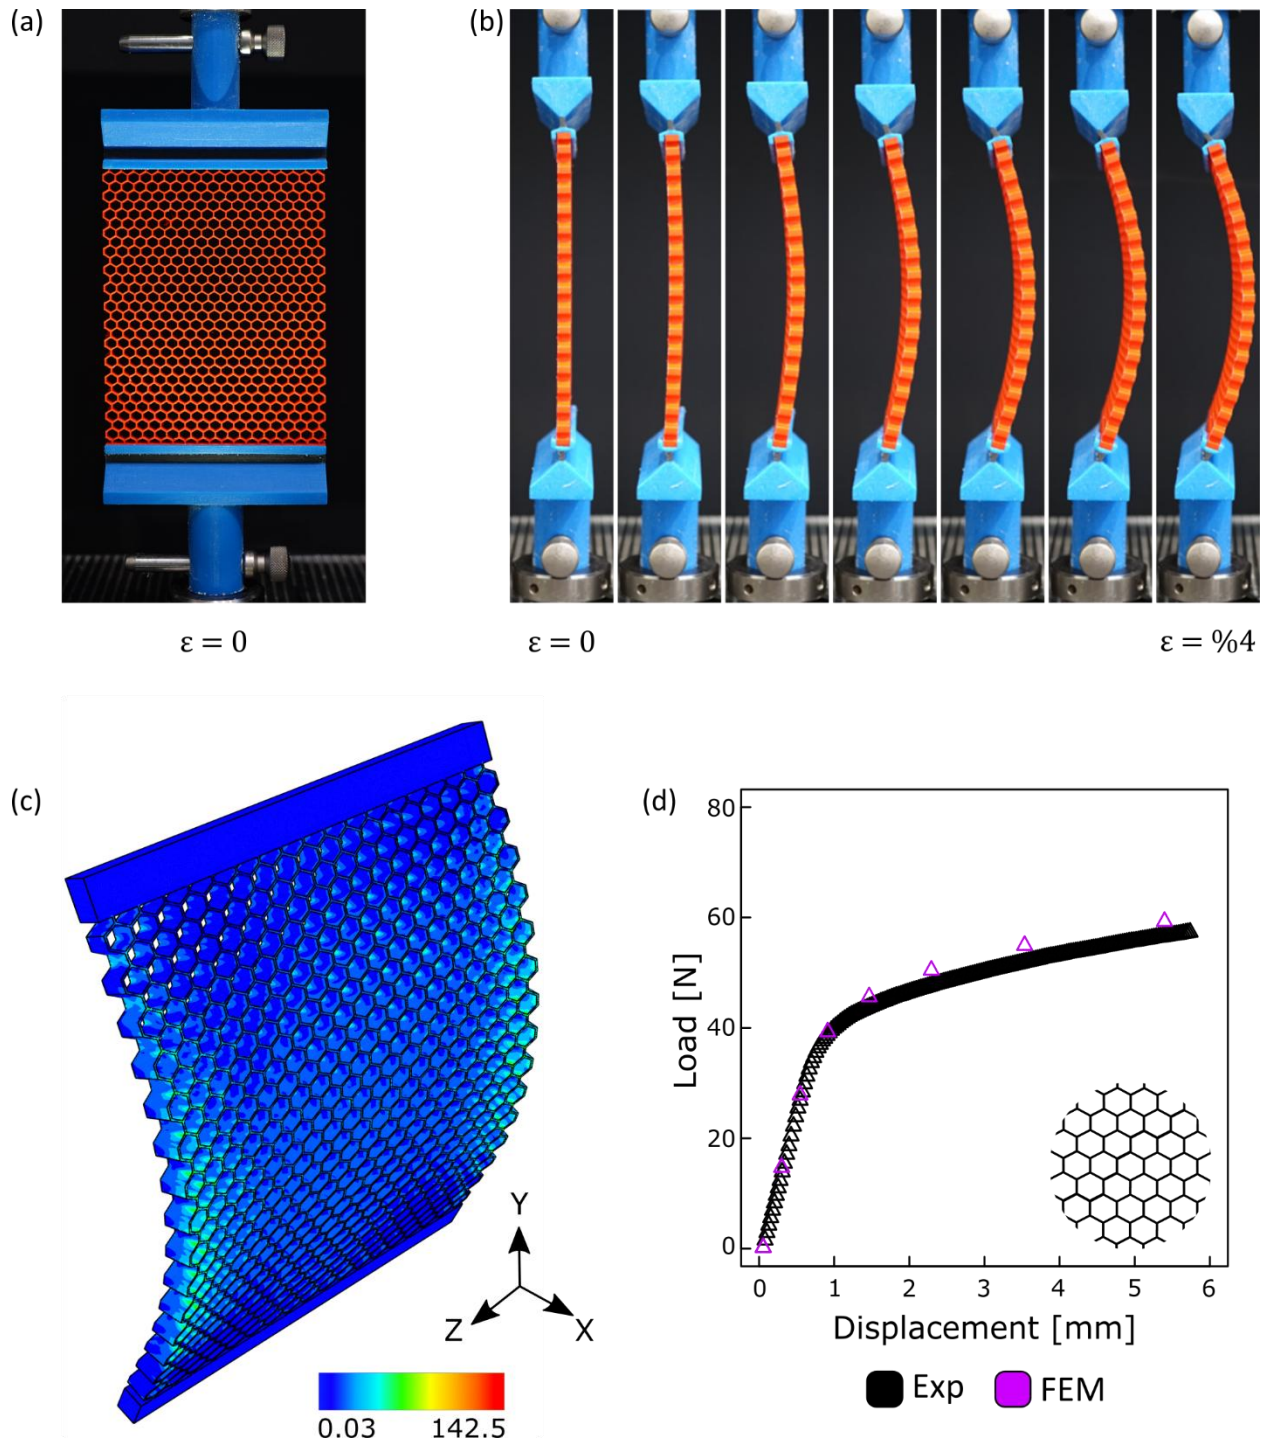 (a)
(b)
ε = 0
ε = 0
ε = %4
(c)
Y
Z
X
0.03
142.5
(d)
80
60
40
20
0
Load [N]
0 1 2 3 4 5 6
Displacement [mm]
Exp
FEM